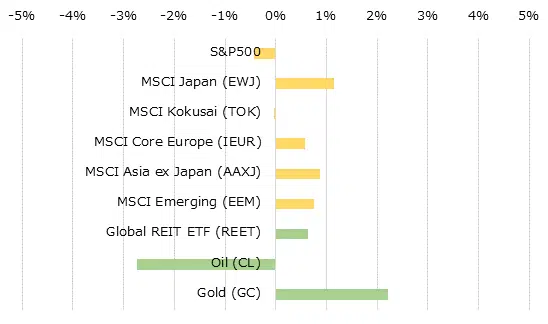 -5% -4% -3% -2% -1% 0% 1% 2% 3% 4% 5%
S&P500
MSCI Japan (EWJ)
MSCI Kokusai (TOK)
MSCI Core Europe (IEUR)
MSCI Asia ex Japan (AAXJ)
MSCI Emerging (EEM)
Global REIT ETF (REET)
Oil (CL)
Gold (GC)